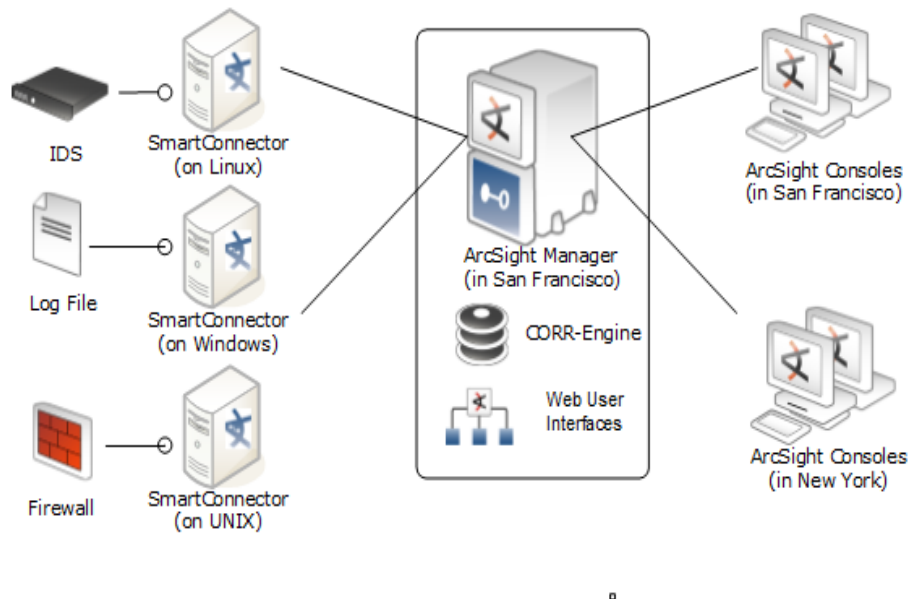 IDS
SmartConnector
(on Linux)
Log File
SmartConnector
(on Windows)
Firewall
SmartConnector
(on UNIX)
ArcSight Manager
(in San Francisco)
CORR-Engine
Web User
Interfaces
ArcSight Consoles
(in San Francisco)
ArcSight Consoles
(in New York)